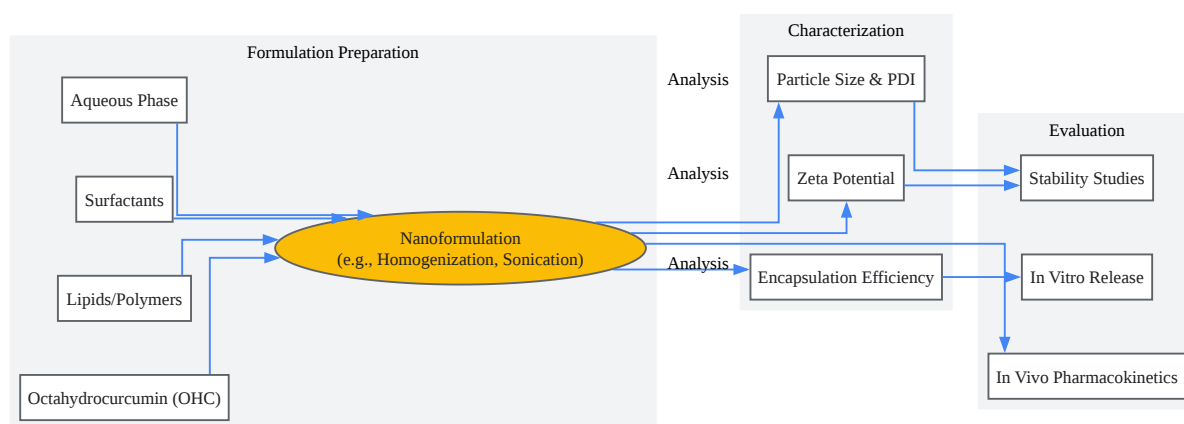 Formulation Preparation
Aqueous Phase
Surfactants
Lipids/Polymers
Octahydrocurcumin (OHC)
Nanoformulation
(e.g., Homogenization, Sonication)
Analysis
Analysis
Analysis
Characterization
Particle Size & PDI
Zeta Potential
Encapsulation Efficiency
Evaluation
Stability Studies
In Vitro Release
In Vivo Pharmacokinetics